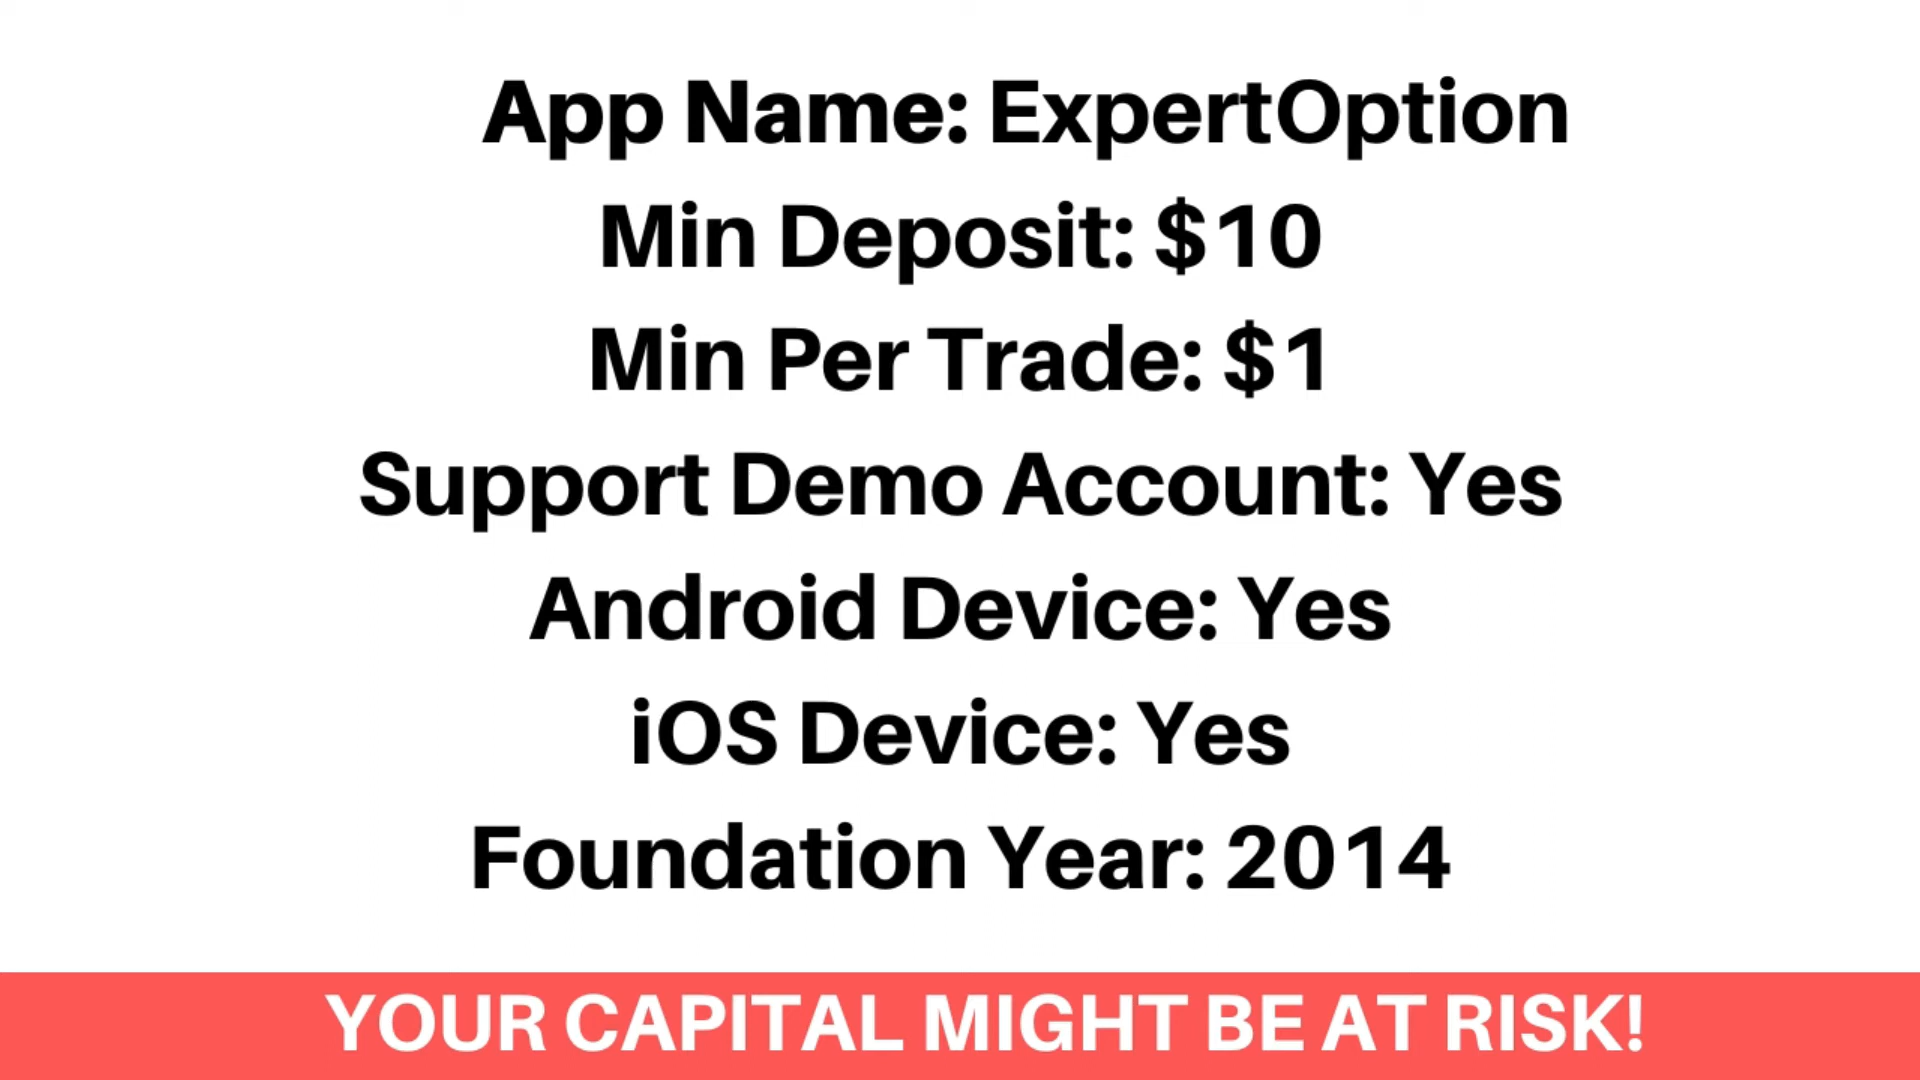 App Name: ExpertOption
Min Deposit: $10
Min Per Trade: $1
Support Demo Account: Yes
Android Device: Yes
iOS Device: Yes
Foundation Year: 2014
YOUR CAPITAL MIGHT BE AT RISK!